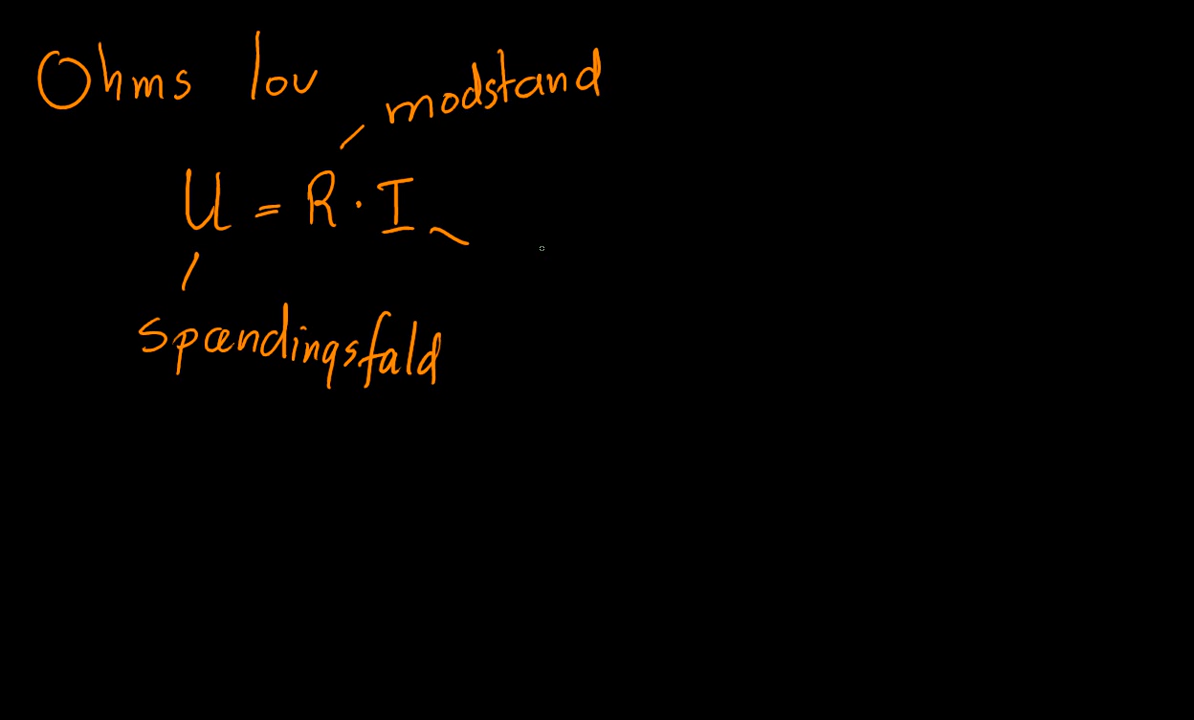 Ohms lov
modstand
U = R · I
spændingsfald